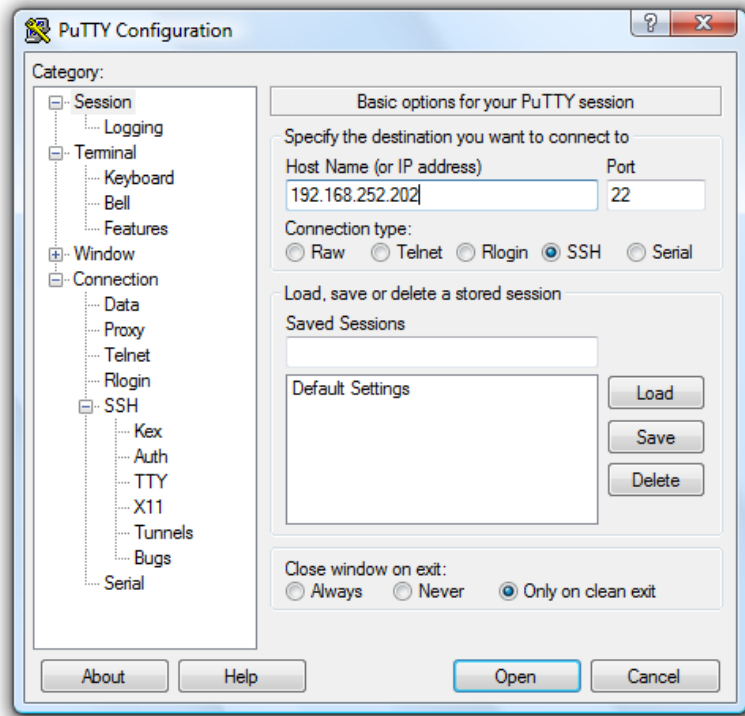 PuTTY Configuration
?
X
Category:
Session
Logging
Terminal
Keyboard
Bell
Features
Window
Connection
Data
Proxy
Telnet
Rlogin
SSH
Kex
Auth
TTY
X11
Tunnels
Bugs
Serial
Basic options for your PuTTY session
Specify the destination you want to connect to
Host Name (or IP address) Port
192.168.252.202 22
Connection type:
Raw Telnet Rlogin SSH Serial
Load, save or delete a stored session
Saved Sessions
Default Settings
Load
Save
Delete
Close window on exit:
Always Never Only on clean exit
About Help Open Cancel